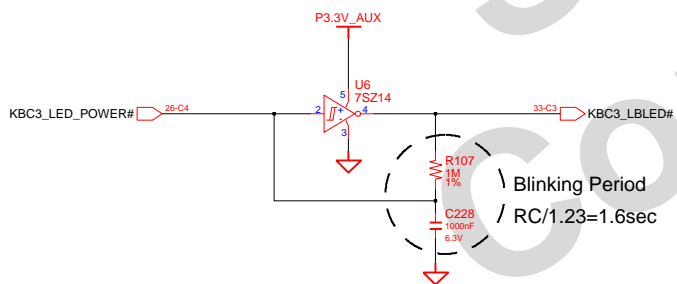 P3.3V_AUX
U6
7SZ14
5
2
+
-
4
3
KBC3_LED_POWER#
26-C4
33-C3
KBC3_LBLED#
R107
1M
1%
Blinking Period
RC/1.23=1.6sec
C228
1000nF
6.3V